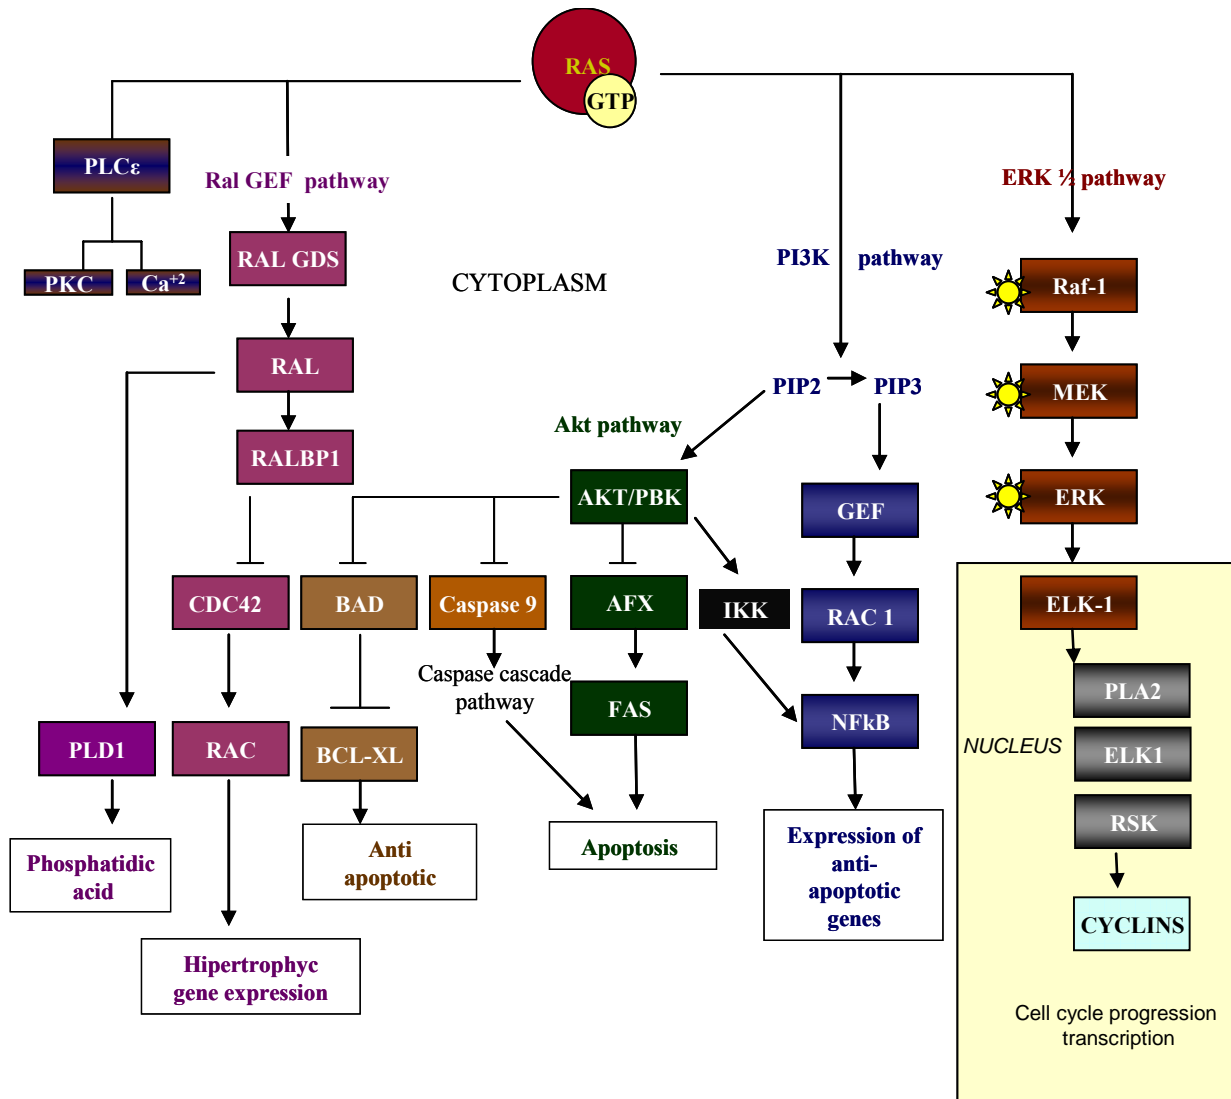 RAS
GTP
PLCε
Ral GEF pathway
ERK ½ pathway
PKC
Ca+2
RAL GDS
CYTOPLASM
PI3K pathway
Raf-1
RAL
PIP2
PIP3
MEK
Akt pathway
RALBP1
AKT/PBK
GEF
ERK
CDC42
BAD
Caspase 9
AFX
IKK
RAC 1
ELK-1
Caspase cascade
pathway
PLA2
FAS
NFkB
NUCLEUS
ELK1
PLD1
RAC
BCL-XL
RSK
Phosphatidic
acid
Anti
apoptotic
Apoptosis
Expression of
anti-
apoptotic
genes
CYCLINS
Hipertrophyc
gene expression
Cell cycle progression
transcription